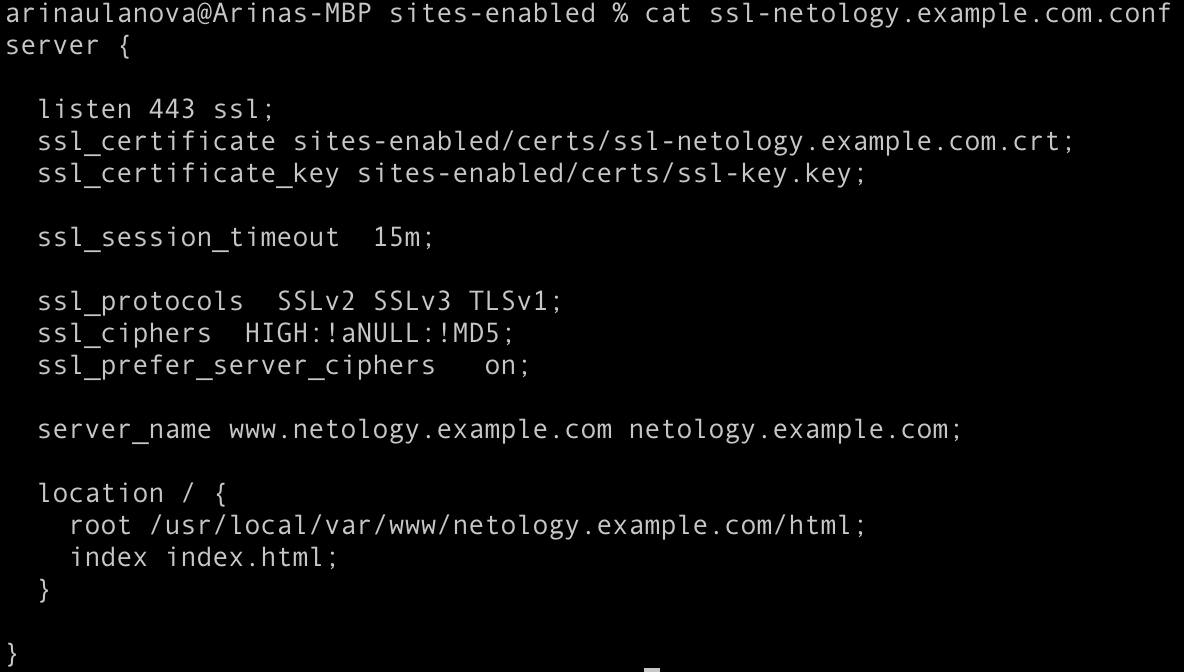 arinaulanova@Arinas-MBP sites-enabled % cat ssl-netology.example.com.conf
server {
listen 443 ssl;
ssl_certificate sites-enabled/certs/ssl-netology.example.com.crt;
ssl_certificate_key sites-enabled/certs/ssl-key.key;
ssl_session_timeout  15m;
ssl_protocols  SSLv2 SSLv3 TLSv1;
ssl_ciphers  HIGH:!aNULL:!MD5;
ssl_prefer_server_ciphers   on;
server_name www.netology.example.com netology.example.com;
location / {
root /usr/local/var/www/netology.example.com/html;
index index.html;
}
}